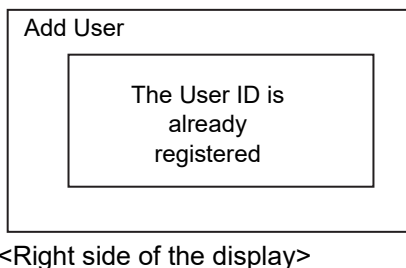 Add User
The User ID is
already
registered
<Right side of the display>